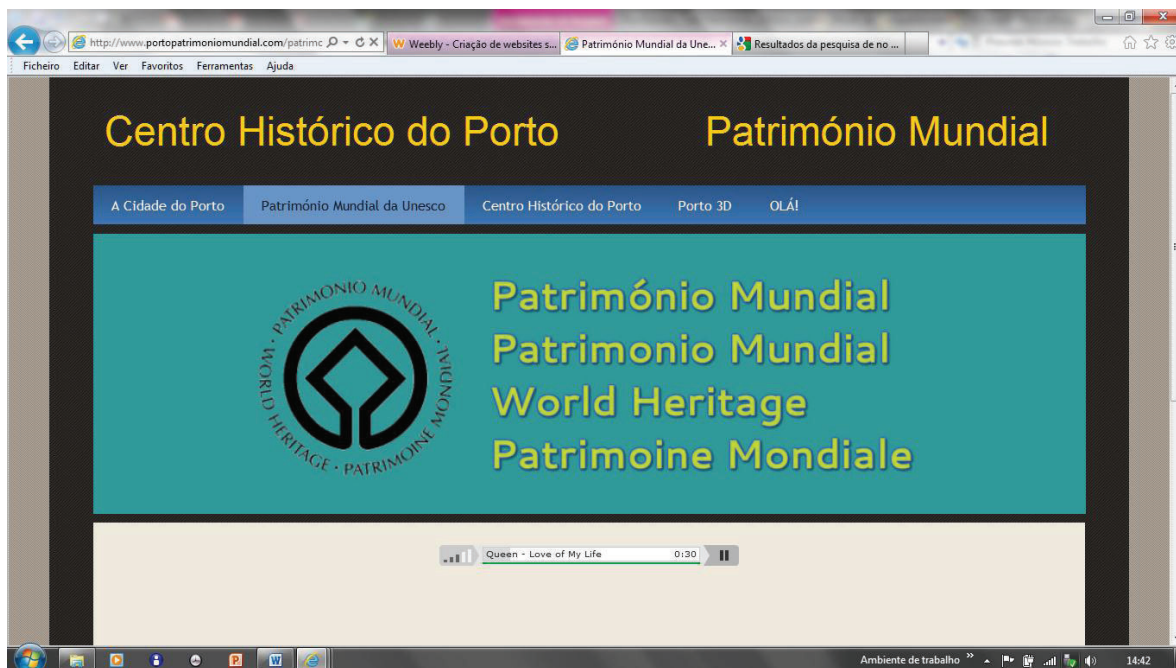 http://www.portopatrimoniomundial.com/patrimc
Weebly - Criação de websites s...
Património Mundial da Une...
Resultados da pesquisa de no ...
Ficheiro Editar Ver Favoritos Ferramentas Ajuda
Centro Histórico do Porto Património Mundial
A Cidade do Porto Património Mundial da Unesco Centro Histórico do Porto Porto 3D OLÁ!
PATRIMONIO MUNDIAL · WORLD HERITAGE · PATRIMOINE MONDIAL ·
Património Mundial
Patrimonio Mundial
World Heritage
Patrimoine Mondiale
Queen - Love of My Life 0:30
Ambiente de trabalho » 14:42